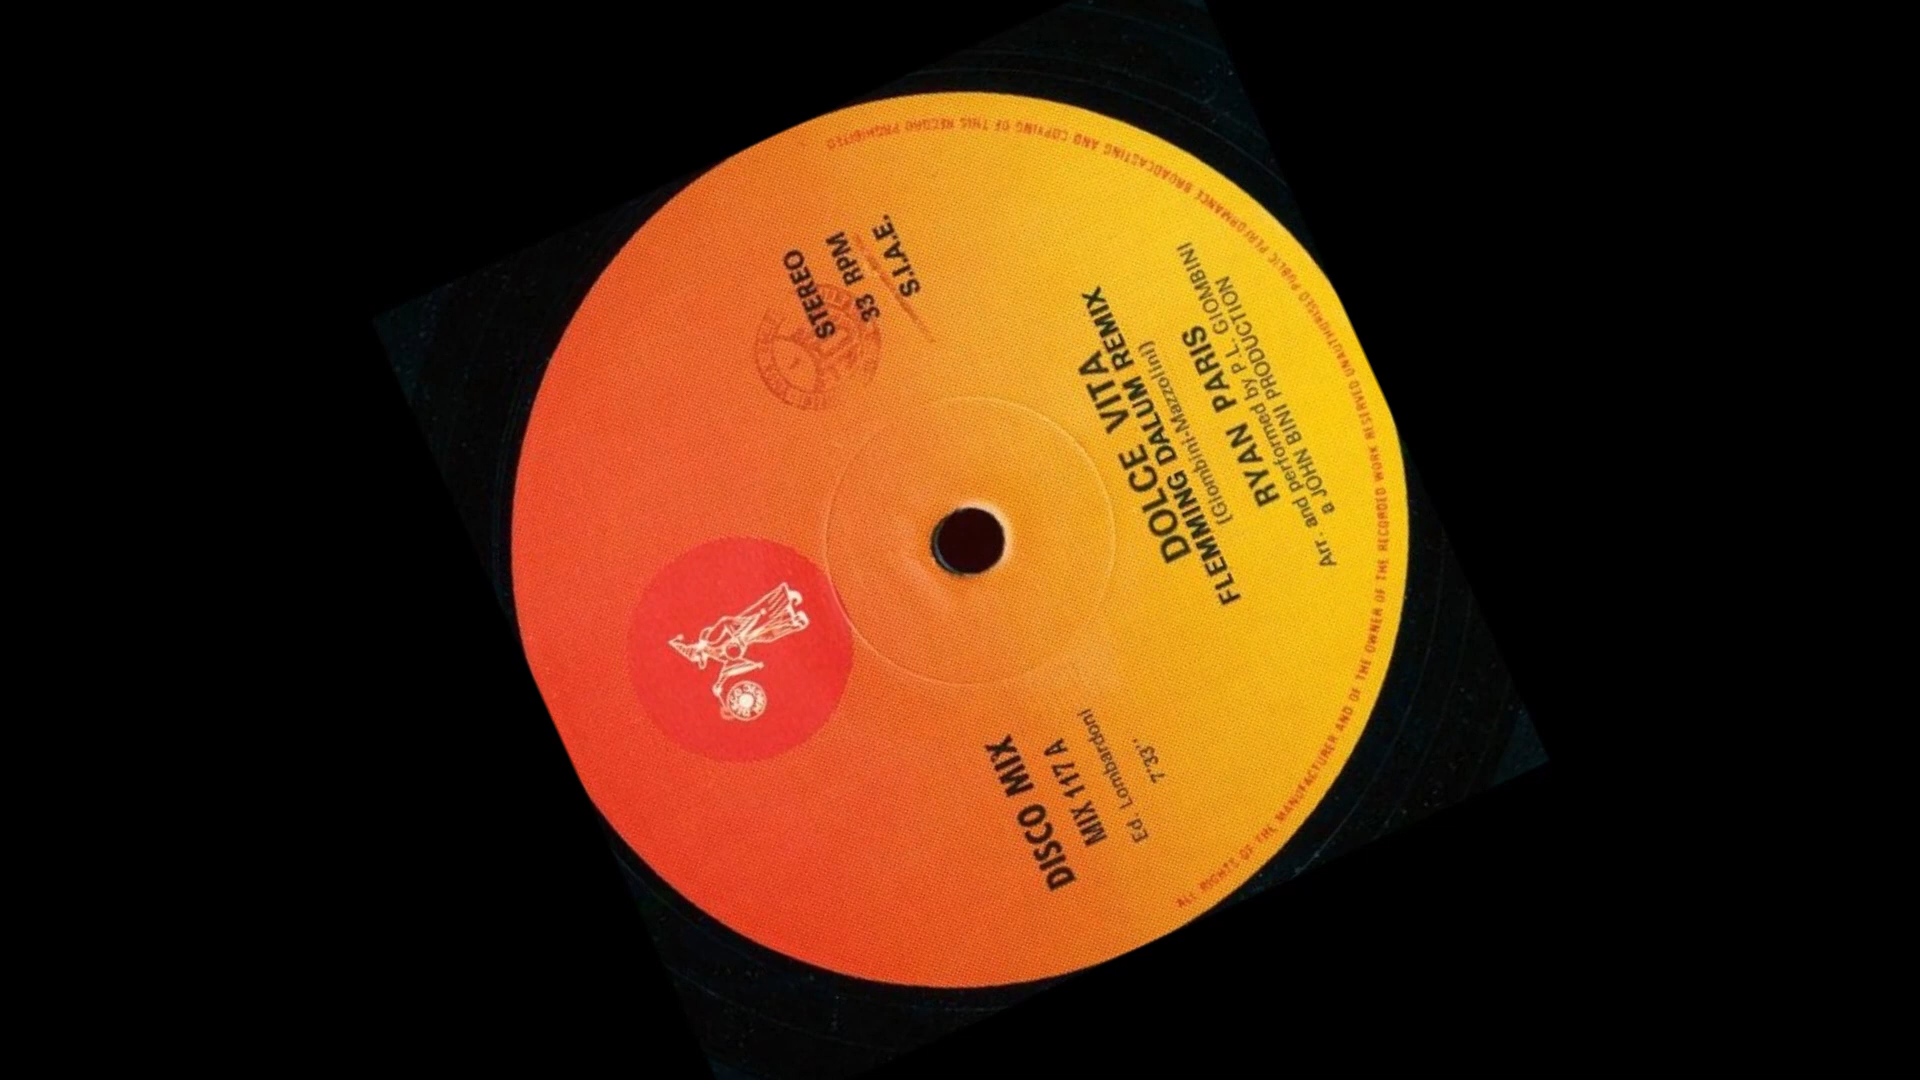 DISCO MIX
MIX 117 A
Ed. Lombardoni
7'33''
STEREO
33 RPM
S.I.A.E.
DOLCE VITA
FLEMMING DALUM REMIX
(Giombini-Mazzolini)
RYAN PARIS
Arr. and performed by P.L. GIOMBINI
a JOHN BINI PRODUCTION
ALL RIGHTS OF THE MANUFACTURER AND OF THE OWNER OF THE RECORDED WORK RESERVED UNAUTHORISED PUBLIC PERFORMANCE BROADCASTING AND COPYING OF THIS RECORD PROHIBITED